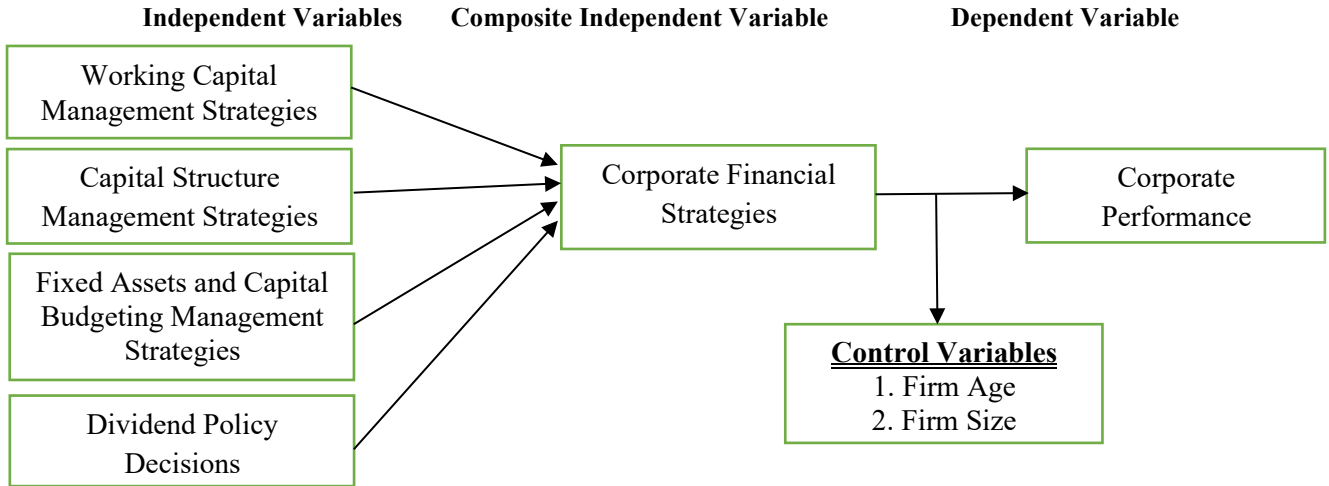 Independent Variables
Composite Independent Variable
Dependent Variable
Working Capital
Management Strategies
Capital Structure
Management Strategies
Fixed Assets and Capital
Budgeting Management
Strategies
Dividend Policy
Decisions
Corporate Financial
Strategies
Corporate
Performance
Control Variables
1. Firm Age
2. Firm Size